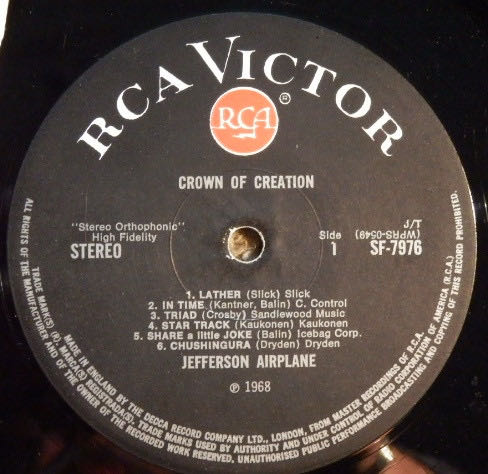 RCA VICTOR
®
RCA
CROWN OF CREATION
"Stereo Orthophonic"
High Fidelity
STEREO
Side
1
T/J
(WPRS-0549)
SF-7976
1. LATHER (Slick) Slick
2. IN TIME (Kantner, Balin) C. Control
3. TRIAD (Crosby) Sandlewood Music
4. STAR TRACK (Kaukonen) Kaukonen
5. SHARE a little JOKE (Balin) Icebag Corp.
6. CHUSHINGURA (Dryden) Dryden
JEFFERSON AIRPLANE
℗ 1968
MADE IN ENGLAND BY THE DECCA RECORD COMPANY LTD., LONDON, FROM MASTER RECORDINGS OF R.C.A.
TRADE MARK(S) (R) MARCA(S) REGISTRADA(S). TRADE MARKS USED BY AUTHORITY AND UNDER CONTROL OF RADIO CORPORATION OF AMERICA (R.C.A.)
ALL RIGHTS OF THE MANUFACTURER AND OF THE OWNER OF THE RECORDED WORK RESERVED, UNAUTHORISED PUBLIC PERFORMANCE BROADCASTING AND COPYING OF THIS RECORD PROHIBITED.